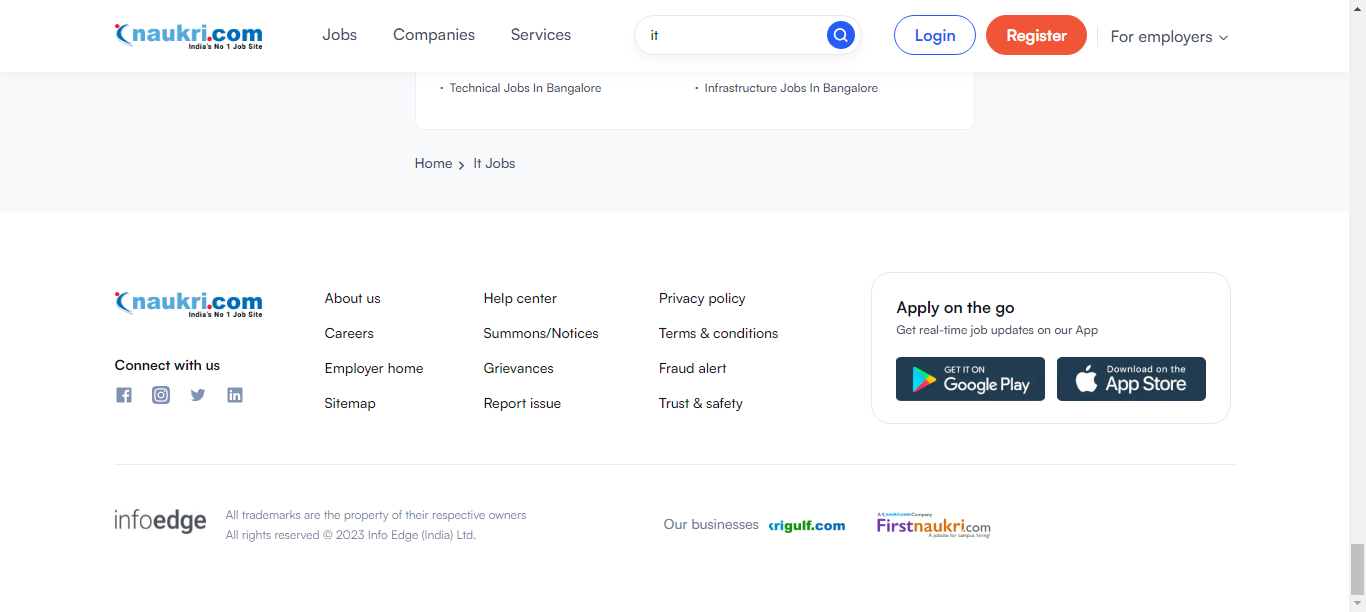 naukri.com
India's No 1 Job Site
Jobs
Companies
Services
it
Login
Register
For employers
· Technical Jobs In Bangalore
· Infrastructure Jobs In Bangalore
Home > It Jobs
naukri.com
India's No 1 Job Site
Connect with us
About us
Careers
Employer home
Sitemap
Help center
Summons/Notices
Grievances
Report issue
Privacy policy
Terms & conditions
Fraud alert
Trust & safety
Apply on the go
Get real-time job updates on our App
GET IT ON
Google Play
Download on the
App Store
infoedge
All trademarks are the property of their respective owners
All rights reserved © 2023 Info Edge (India) Ltd.
Our businesses
krigulf.com
A naukri.com Company
Firstnaukri.com
A jobsite for campus hiring!